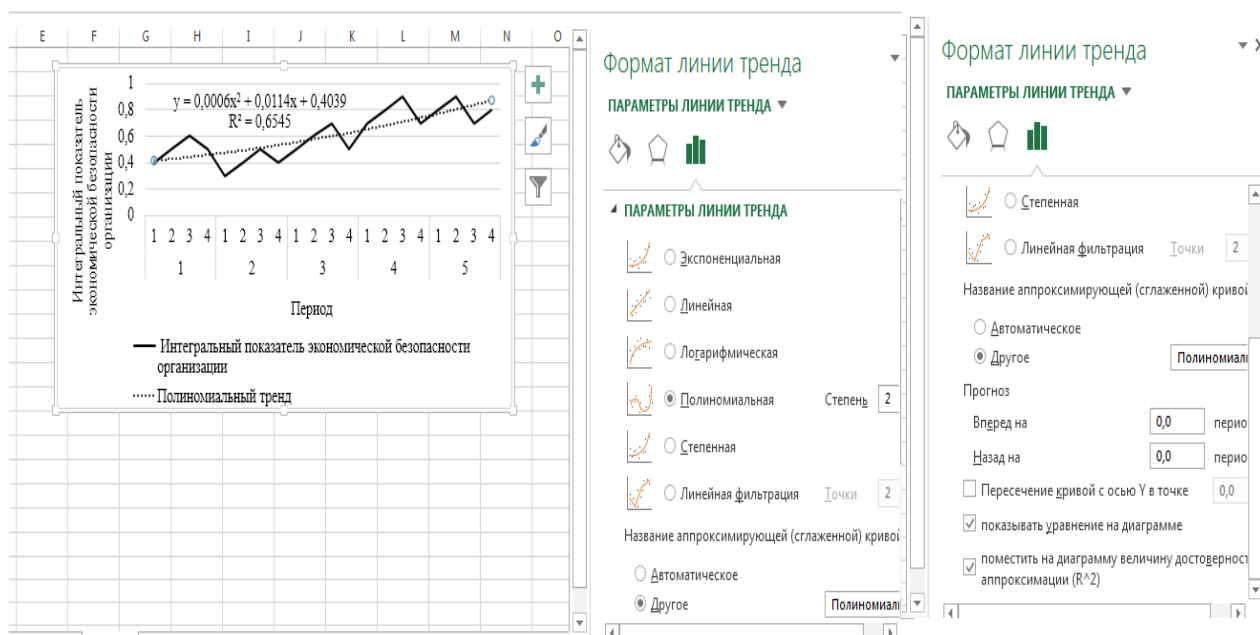 E F G H I J K L M N O
Интегральный показатель
экономической безопасности
организации
1
0,8
0,6
0,4
0,2
0
y = 0,0006x² + 0,0114x + 0,4039
R² = 0,6545
1 2 3 4 1 2 3 4 1 2 3 4 1 2 3 4 1 2 3 4
1 2 3 4 5
Период
Интегральный показатель экономической безопасности
организации
Полиномиальный тренд
Формат линии тренда
ПАРАМЕТРЫ ЛИНИИ ТРЕНДА
ПАРАМЕТРЫ ЛИНИИ ТРЕНДА
Экспоненциальная
Линейная
Логарифмическая
Полиномиальная Степень 2
Степенная
Линейная фильтрация Точки 2
Название аппроксимирующей (сглаженной) кривой
Автоматическое
Другое Полиномиал
Формат линии тренда
ПАРАМЕТРЫ ЛИНИИ ТРЕНДА
Степенная
Линейная фильтрация Точки 2
Название аппроксимирующей (сглаженной) кривой
Автоматическое
Другое Полиномиал
Прогноз
Вперед на 0,0 перио
Назад на 0,0 перио
Пересечение кривой с осью Y в точке 0,0
показывать уравнение на диаграмме
поместить на диаграмму величину достоверност
аппроксимации (R^2)